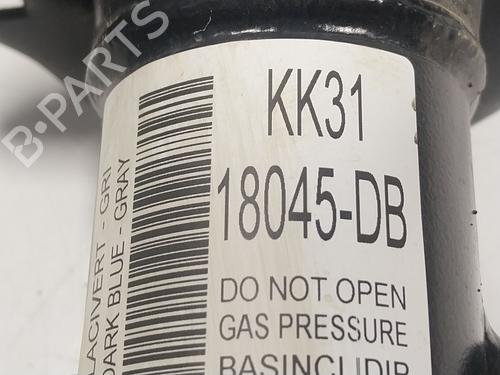 B-PARTS
KK31
18045-DB
DO NOT OPEN
GAS PRESSURE
BASINCLIDIR
LACIVERT - GRI
DARK BLUE - GRAY